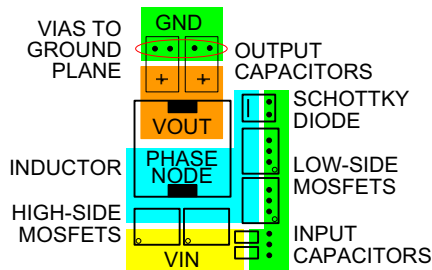 VIAS TO
GROUND
PLANE
GND
OUTPUT
CAPACITORS
+ +
VOUT
SCHOTTKY
DIODE
INDUCTOR
PHASE
NODE
LOW-SIDE
MOSFETS
HIGH-SIDE
MOSFETS
VIN
INPUT
CAPACITORS